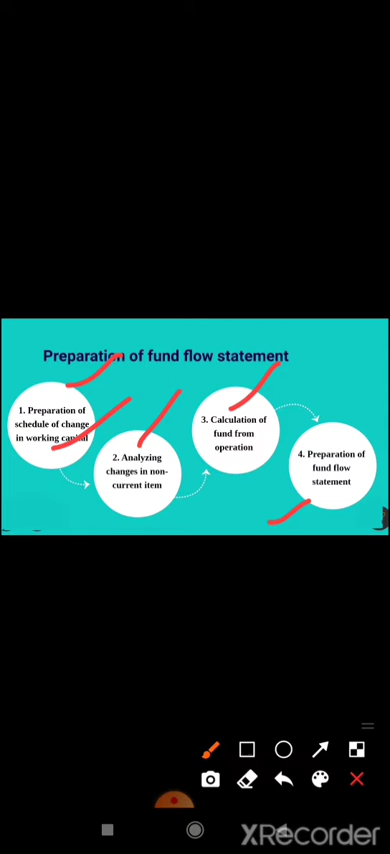 Preparation of fund flow statement
1. Preparation of
schedule of change
in working capital
2. Analyzing
changes in non-
current item
3. Calculation of
fund from
operation
4. Preparation of
fund flow
statement
XRecorder